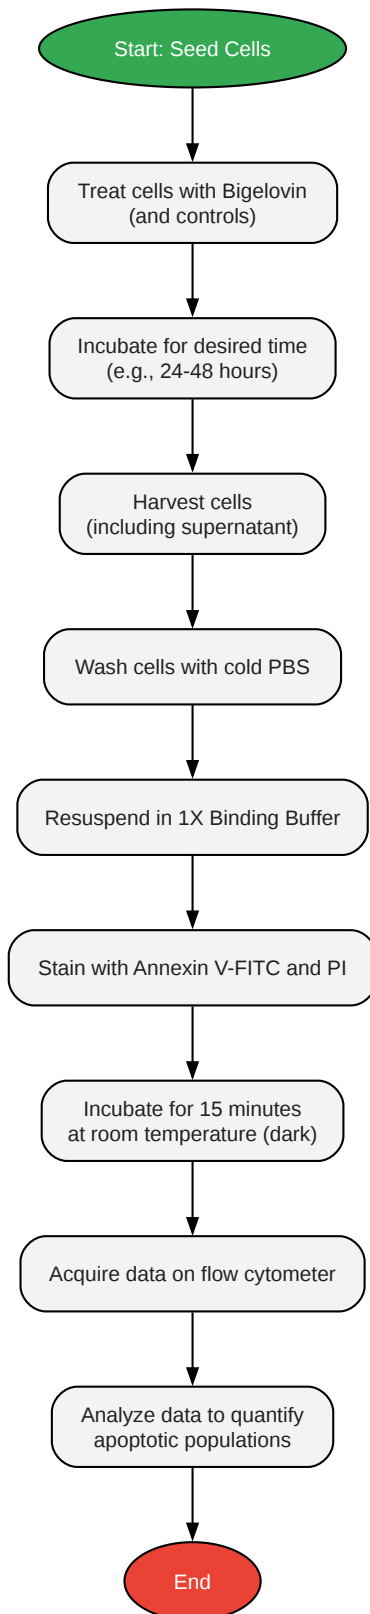 Start: Seed Cells
Treat cells with Bigelovin
(and controls)
Incubate for desired time
(e.g., 24-48 hours)
Harvest cells
(including supernatant)
Wash cells with cold PBS
Resuspend in 1X Binding Buffer
Stain with Annexin V-FITC and PI
Incubate for 15 minutes
at room temperature (dark)
Acquire data on flow cytometer
Analyze data to quantify
apoptotic populations
End